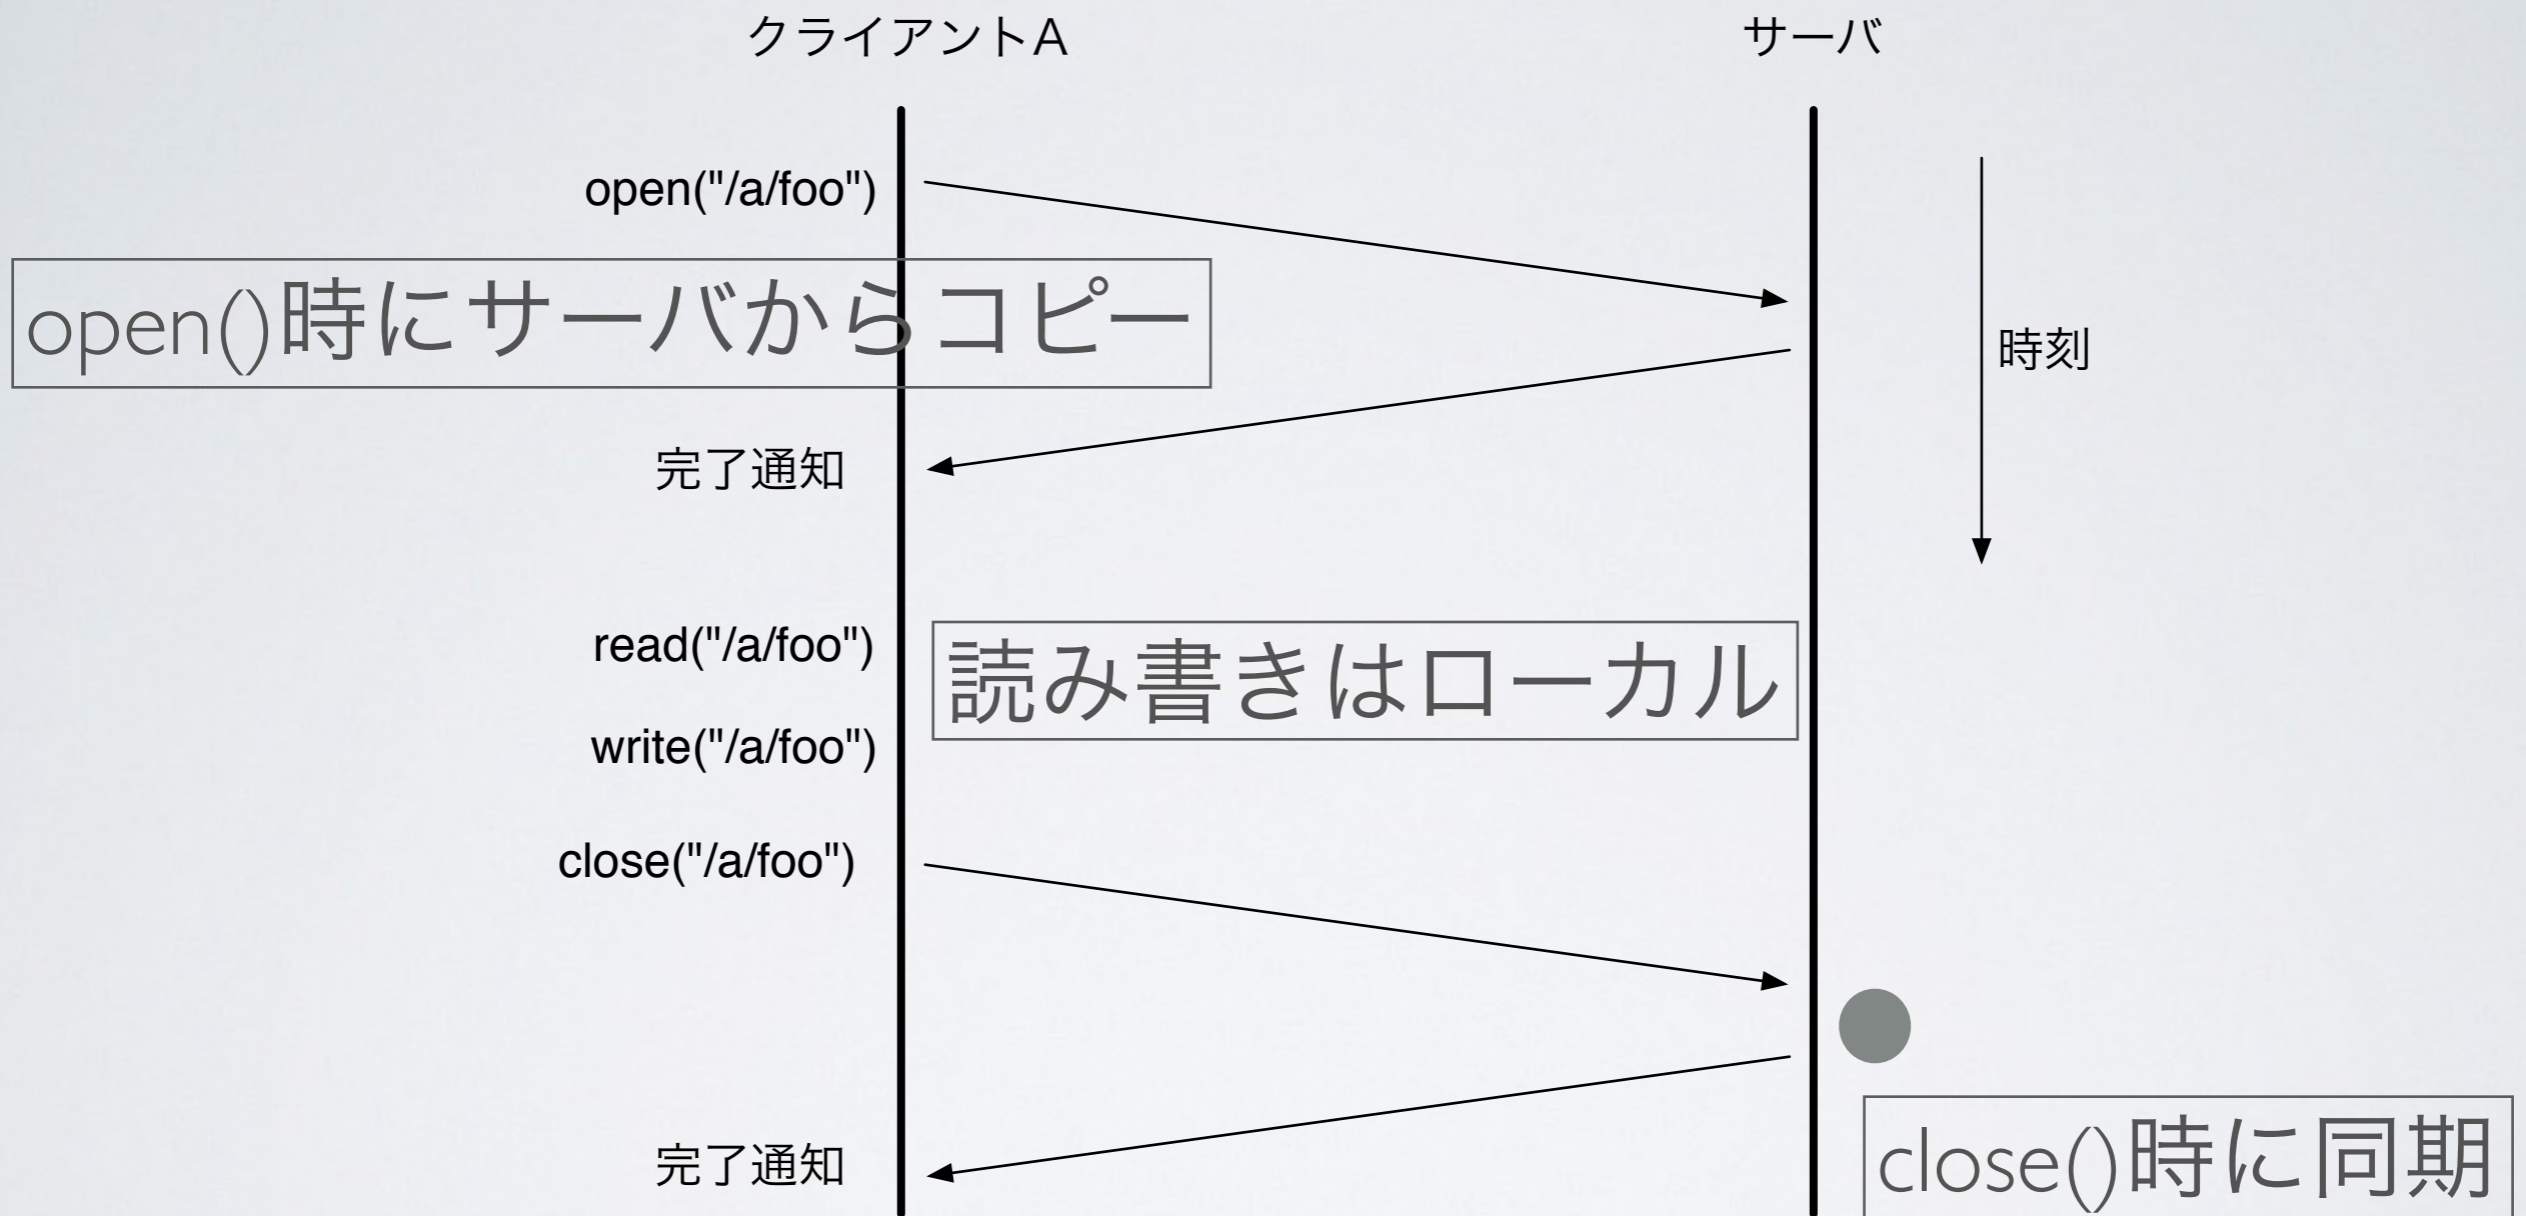 クライアントA
サーバ
open("/a/foo")
open()時にサーバからコピー
時刻
完了通知
read("/a/foo")
読み書きはローカル
write("/a/foo")
close("/a/foo")
完了通知
close()時に同期